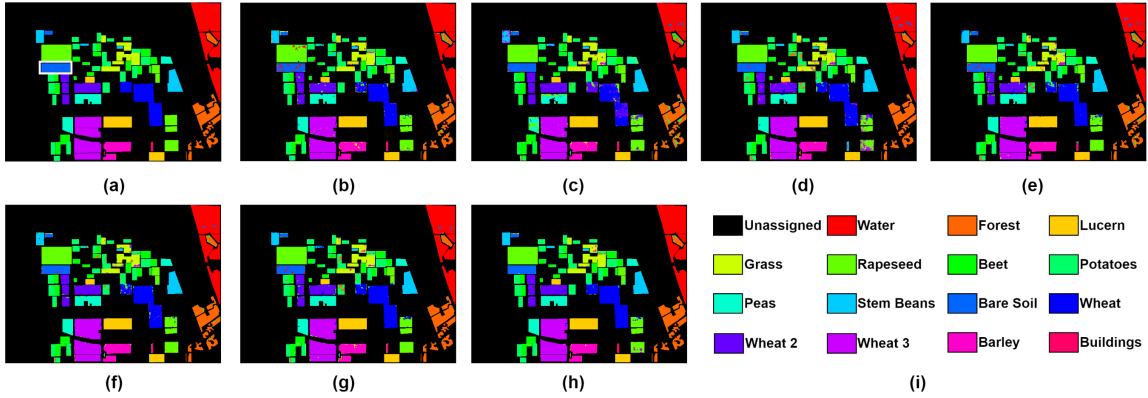 (a) (b) (c) (d) (e)
Unassigned Water Forest Lucern
Grass Rapeseed Beet Potatoes
Peas Stem Beans Bare Soil Wheat
Wheat 2 Wheat 3 Barley Buildings
(f) (g) (h) (i)